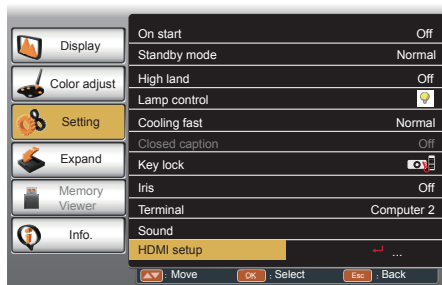 Display
Color adjust
Setting
Expand
Memory
Viewer
Info.
On start Off
Standby mode Normal
High land Off
Lamp control
Cooling fast Normal
Closed caption Off
Key lock
Iris Off
Terminal Computer 2
Sound
HDMI setup ...
: Move OK : Select Esc : Back